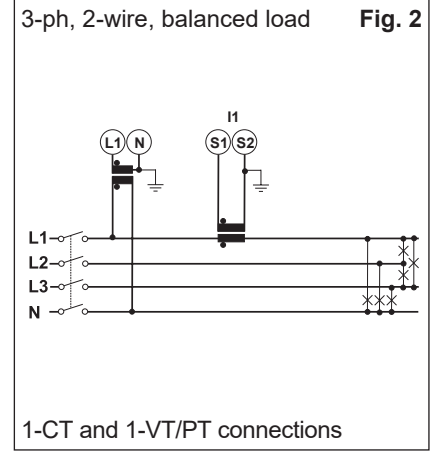 3-ph, 2-wire, balanced load Fig. 2
I1
L1 N S1 S2
L1
L2
L3
N
1-CT and 1-VT/PT connections